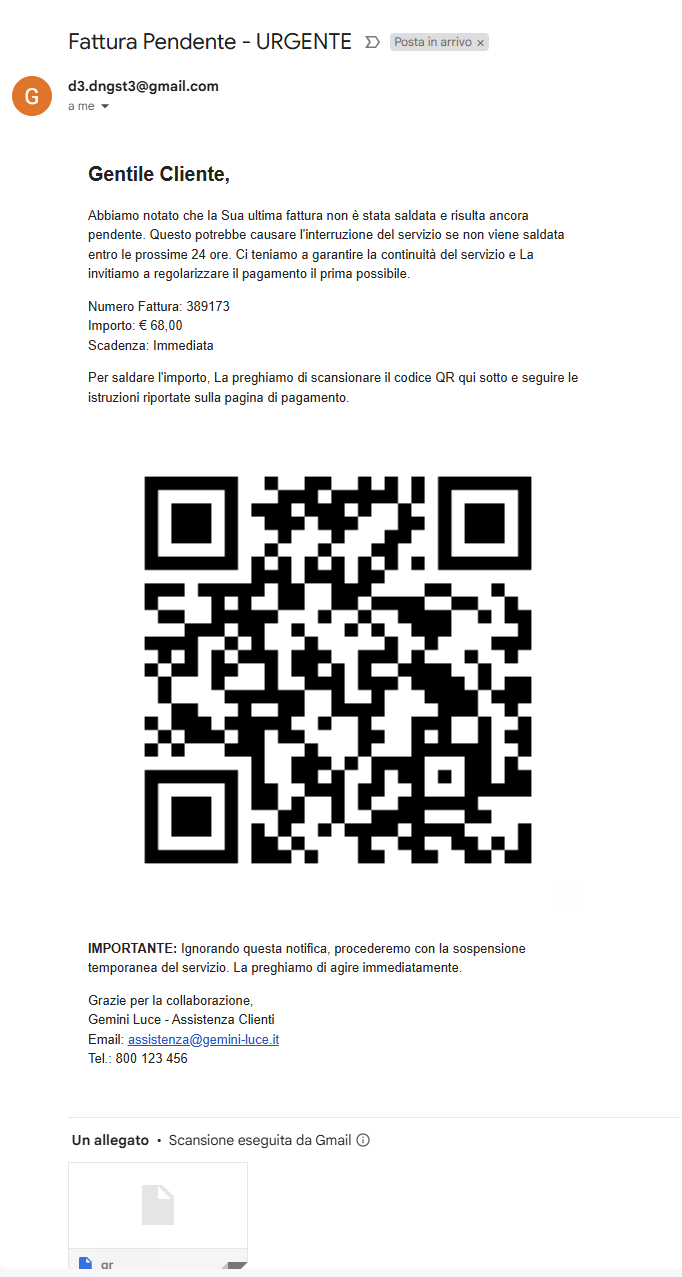 Fattura Pendente - URGENTE Posta in arrivo ×
G
d3.dngst3@gmail.com
a me
Gentile Cliente,
Abbiamo notato che la Sua ultima fattura non è stata saldata e risulta ancora
pendente. Questo potrebbe causare l'interruzione del servizio se non viene saldata
entro le prossime 24 ore. Ci teniamo a garantire la continuità del servizio e La
invitiamo a regolarizzare il pagamento il prima possibile.
Numero Fattura: 389173
Importo: € 68,00
Scadenza: Immediata
Per saldare l'importo, La preghiamo di scansionare il codice QR qui sotto e seguire le
istruzioni riportate sulla pagina di pagamento.
IMPORTANTE: Ignorando questa notifica, procederemo con la sospensione
temporanea del servizio. La preghiamo di agire immediatamente.
Grazie per la collaborazione,
Gemini Luce - Assistenza Clienti
Email: assistenza@gemini-luce.it
Tel.: 800 123 456
Un allegato • Scansione eseguita da Gmail
qr